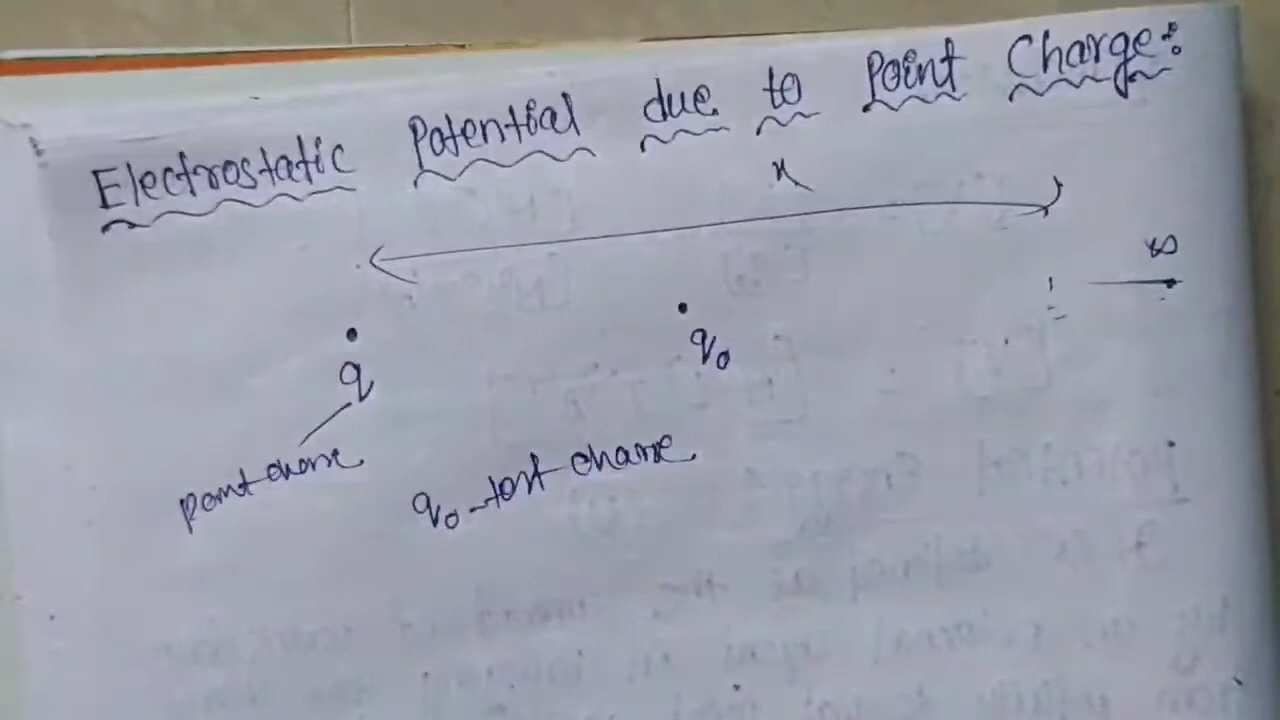 Electrostatic Potential due to Point Charge:
x
∞
q
q₀
point charge
q₀ - test charge